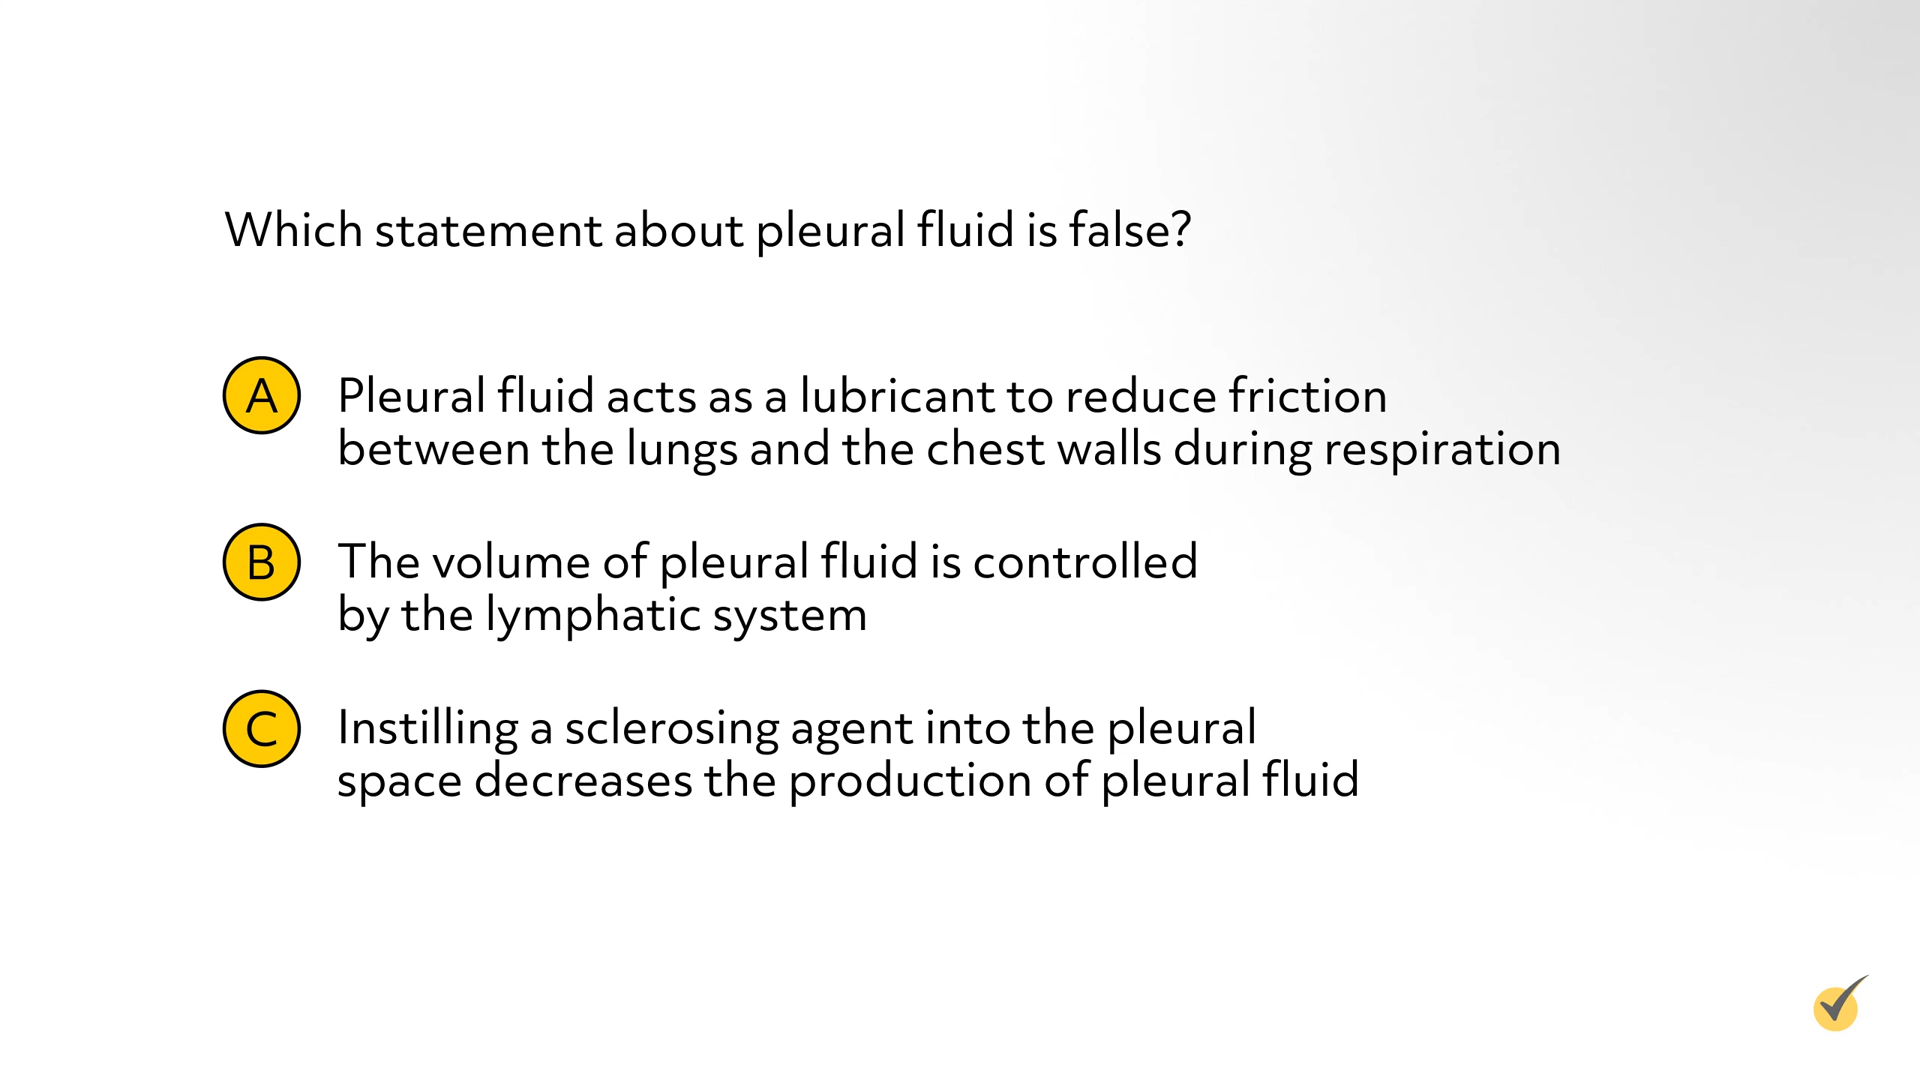 Which statement about pleural fluid is false?
A
Pleural fluid acts as a lubricant to reduce friction
between the lungs and the chest walls during respiration
B
The volume of pleural fluid is controlled
by the lymphatic system
C
Instilling a sclerosing agent into the pleural
space decreases the production of pleural fluid